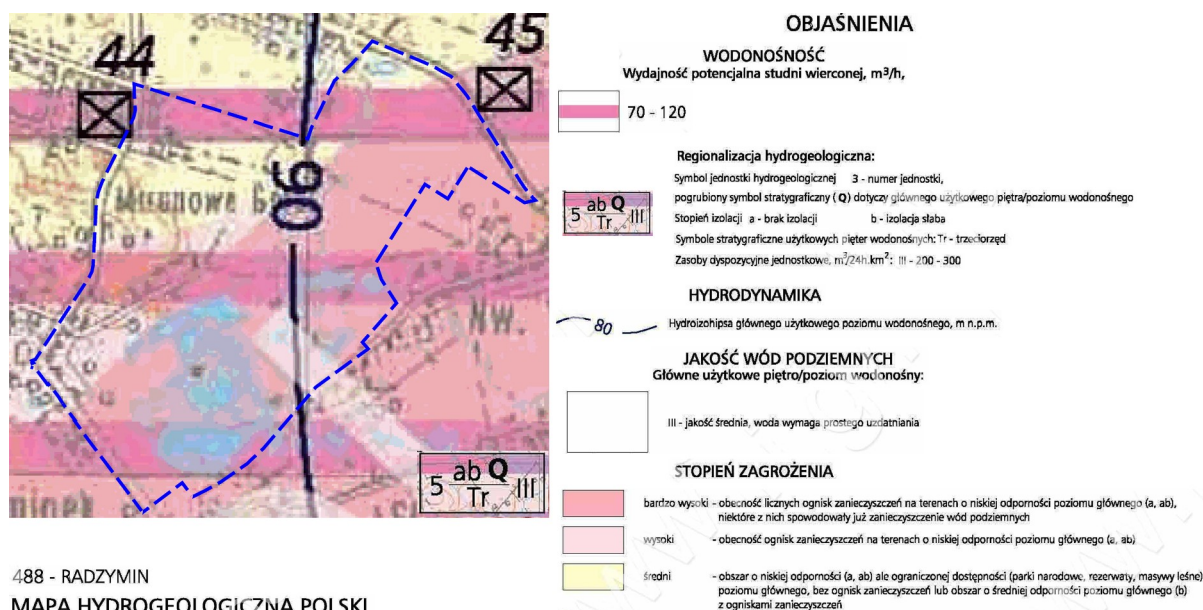 44
45
90
Nw.
5 ab Q III
Tr
488 - RADZYMIN
MAPA HYDROGEOLOGICZNA POLSKI
OBJAŚNIENIA
WODONOŚNOŚĆ
Wydajność potencjalna studni wierconej, m³/h,
70 - 120
Regionalizacja hydrogeologiczna:
Symbol jednostki hydrogeologicznej 3 - numer jednostki,
pogrubiony symbol stratygraficzny (Q) dotyczy głównego użytkowego piętra/poziomu wodonośnego
5 ab Q III
Tr
Stopień izolacji a - brak izolacji b - izolacja słaba
Symbole stratygraficzne użytkowych pięter wodonośnych: Tr - trzeciorzęd
Zasoby dyspozycyjne jednostkowe, m³/24h.km²: III - 200 - 300
HYDRODYNAMIKA
80
Hydroizohipsa głównego użytkowego poziomu wodonośnego, m n.p.m.
JAKOŚĆ WÓD PODZIEMNYCH
Główne użytkowe piętro/poziom wodonośny:
III - jakość średnia, woda wymaga prostego uzdatniania
STOPIEŃ ZAGROŻENIA
bardzo wysoki - obecność licznych ognisk zanieczyszczeń na terenach o niskiej odporności poziomu głównego (a, ab),
niektóre z nich spowodowały już zanieczyszczenie wód podziemnych
wysoki - obecność ognisk zanieczyszczeń na terenach o niskiej odporności poziomu głównego (a, ab)
średni - obszar o niskiej odporności (a, ab) ale ograniczonej dostępności (parki narodowe, rezerwaty, masywy leśne)
poziomu głównego, bez ognisk zanieczyszczeń lub obszar o średniej odporności poziomu głównego (b)
z ogniskami zanieczyszczeń